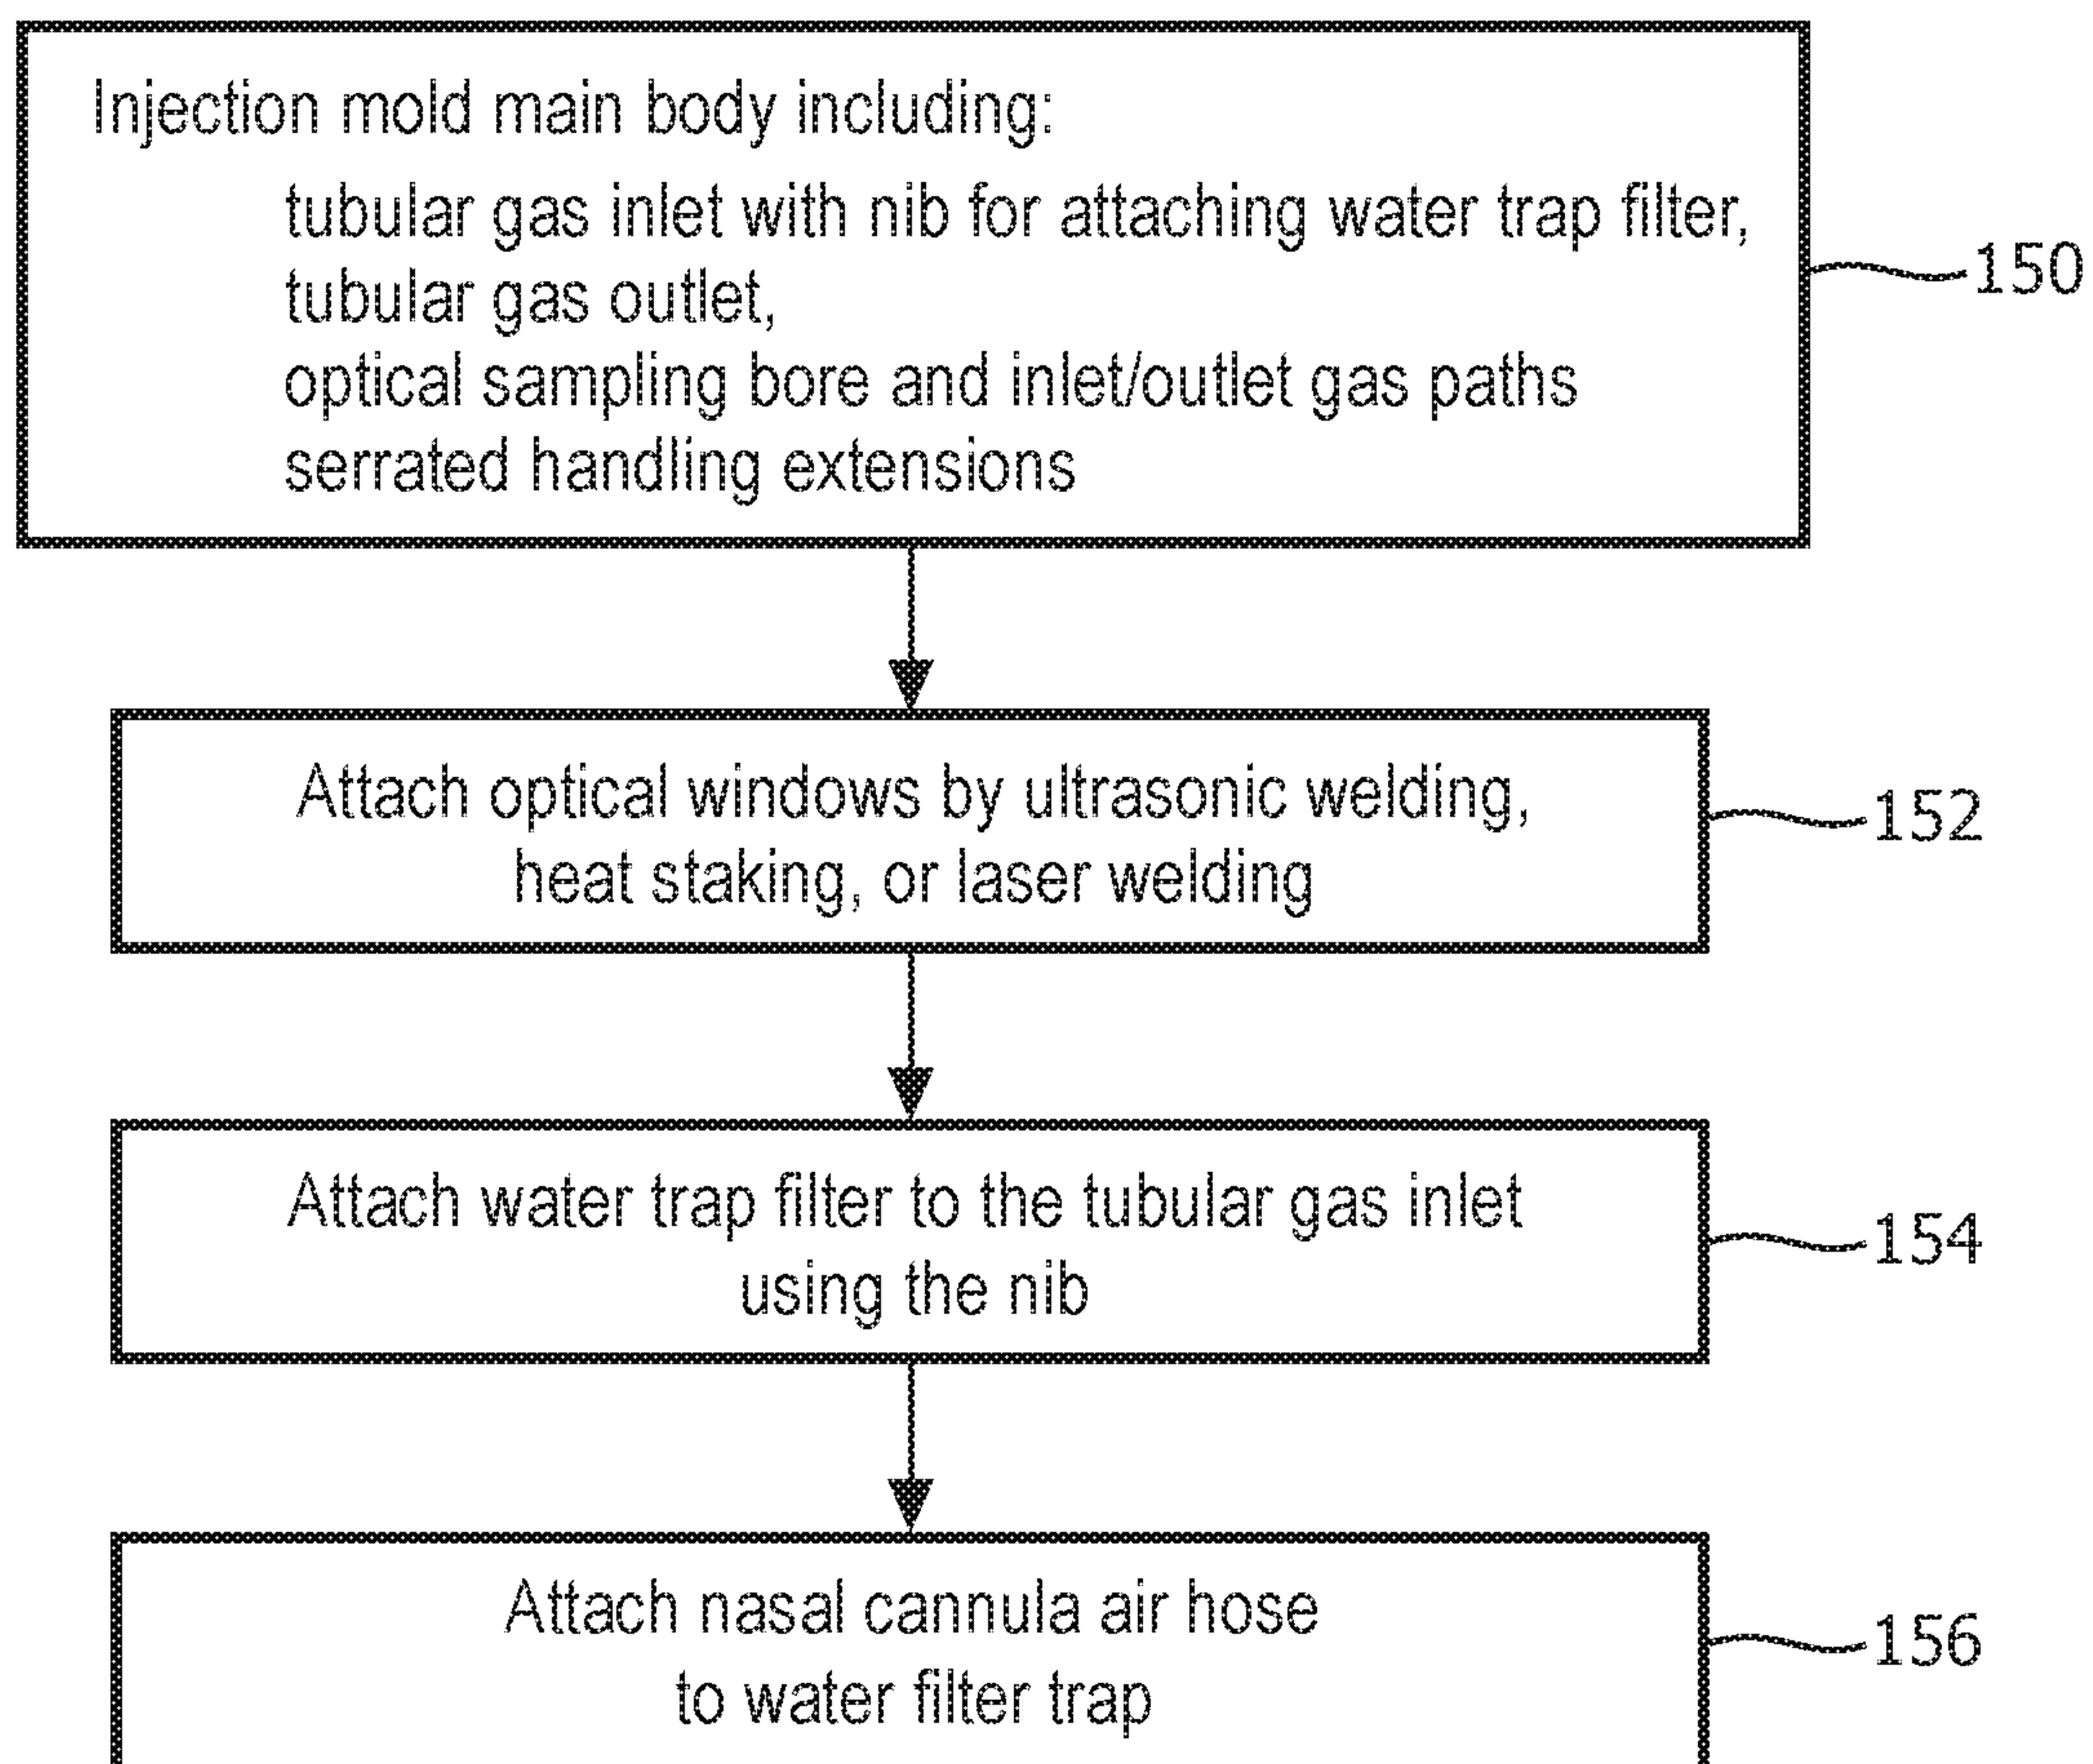 Injection mold main body including:
tubular gas inlet with nib for attaching water trap filter,
tubular gas outlet,
optical sampling bore and inlet/outlet gas paths
serrated handling extensions
150
Attach optical windows by ultrasonic welding,
heat staking, or laser welding
152
Attach water trap filter to the tubular gas inlet
using the nib
154
Attach nasal cannula air hose
to water filter trap
156